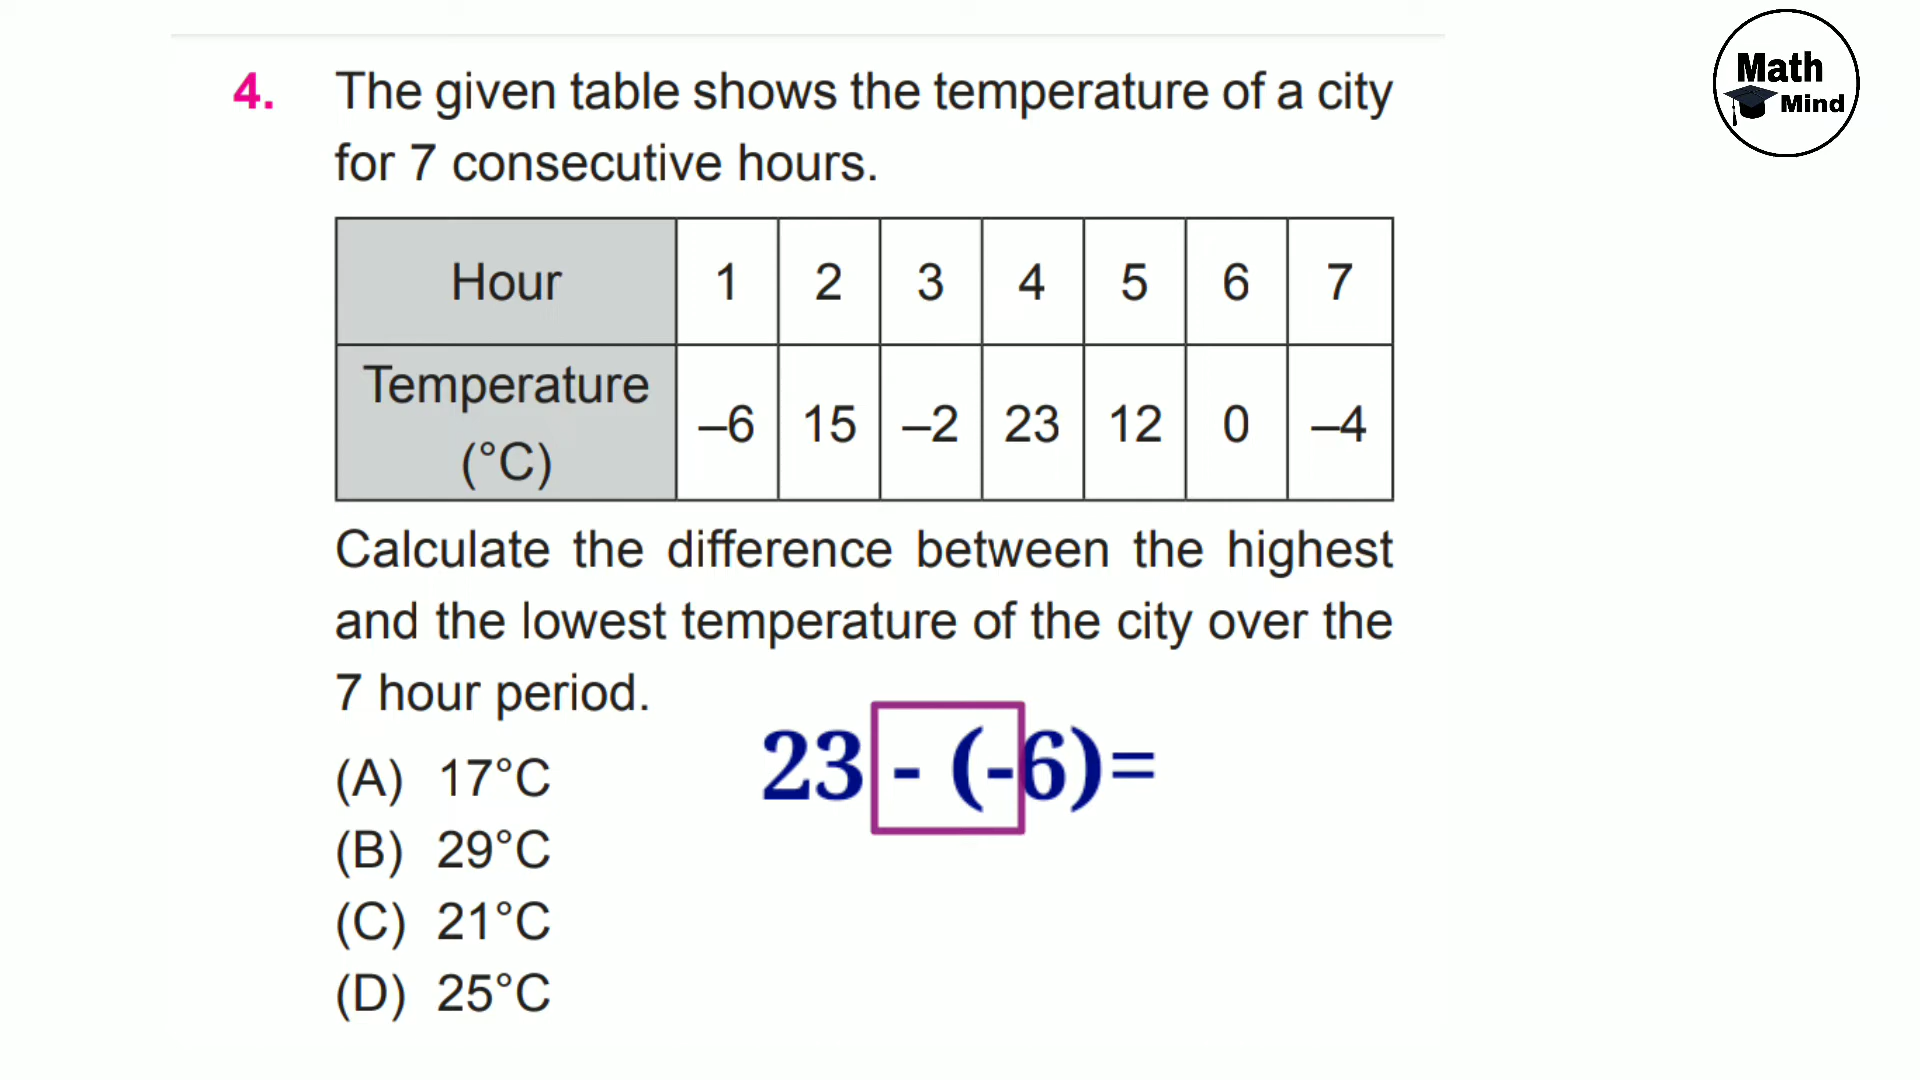 Math
Mind
4. The given table shows the temperature of a city
for 7 consecutive hours.
Hour 1 2 3 4 5 6 7
Temperature
(°C) –6 15 –2 23 12 0 –4
Calculate the difference between the highest
and the lowest temperature of the city over the
7 hour period.
23 - (-6)=
(A) 17°C
(B) 29°C
(C) 21°C
(D) 25°C